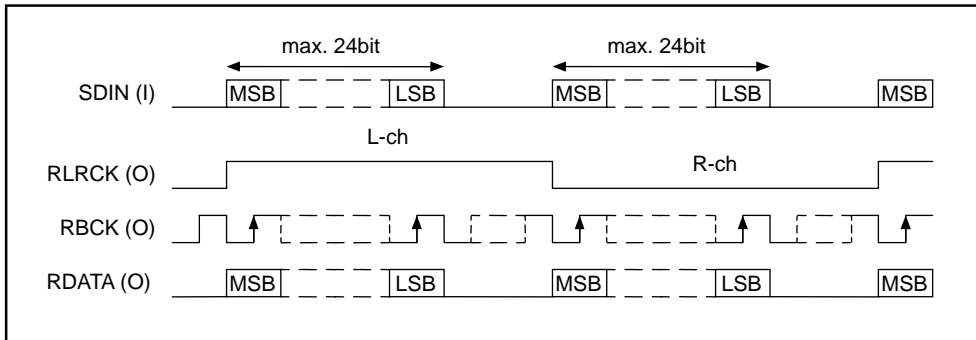 max. 24bit max. 24bit
SDIN (I) MSB LSB MSB LSB MSB
L-ch
R-ch
RLRCK (O)
RBCK (O)
RDATA (O) MSB LSB MSB LSB MSB